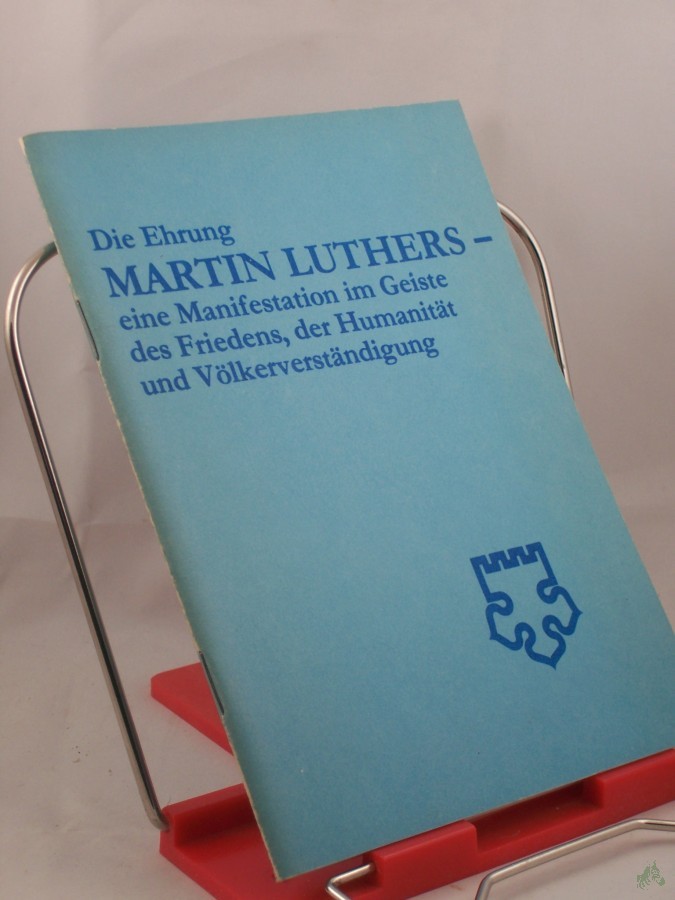 Die Ehrung
MARTIN LUTHERS –
eine Manifestation im Geiste
des Friedens, der Humanität
und Völkerverständigung